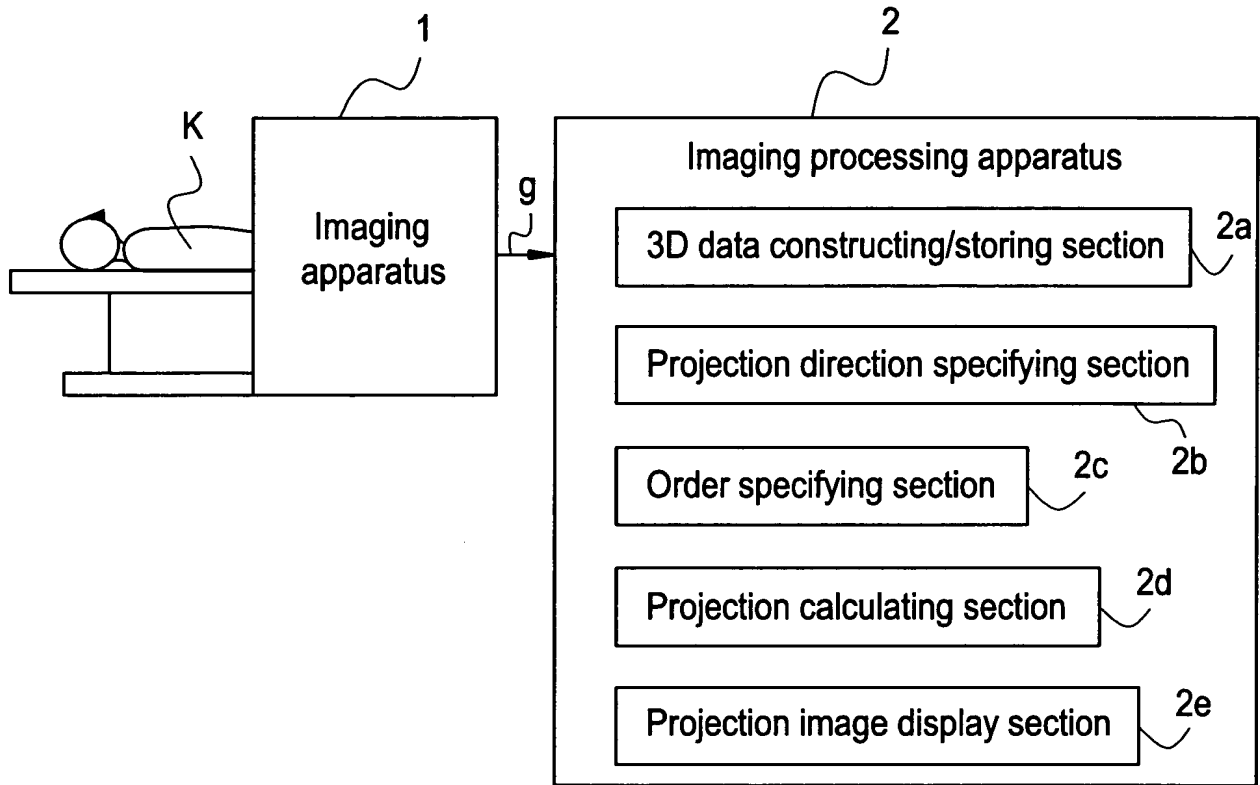 1
2
K
Imaging processing apparatus
g
Imaging
apparatus
3D data constructing/storing section
2a
Projection direction specifying section
2b
Order specifying section
2c
Projection calculating section
2d
Projection image display section
2e